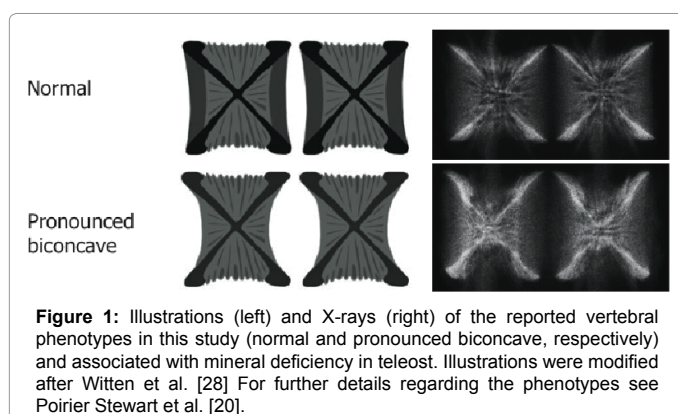 Normal
Pronounced
biconcave
Figure 1: Illustrations (left) and X-rays (right) of the reported vertebral
phenotypes in this study (normal and pronounced biconcave, respectively)
and associated with mineral deficiency in teleost. Illustrations were modified
after Witten et al. [28] For further details regarding the phenotypes see
Poirier Stewart et al. [20].